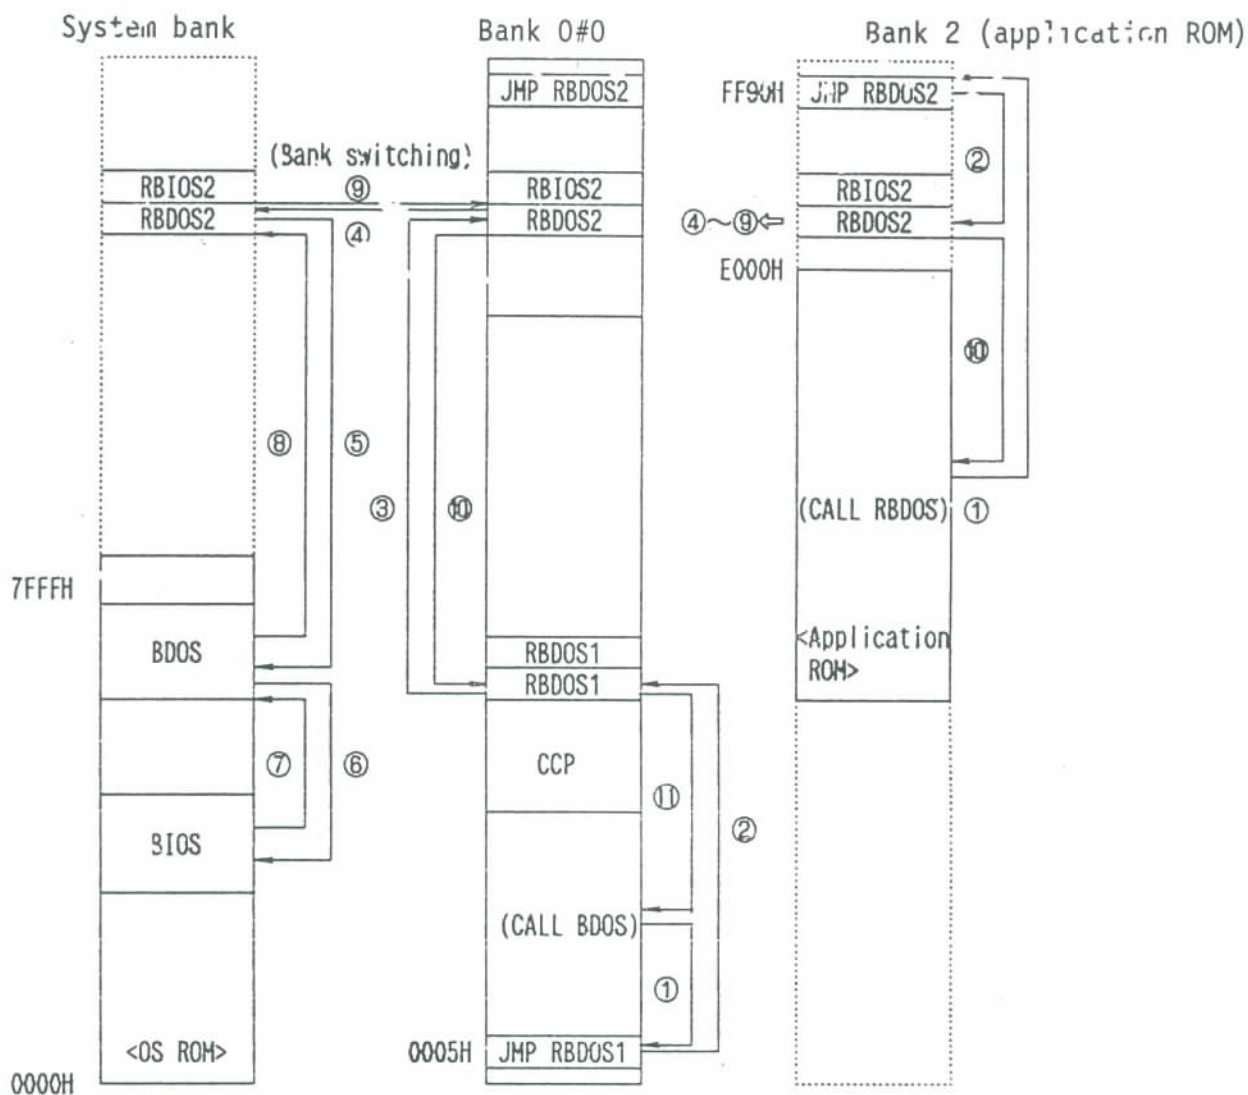 System bank
Bank 0#0
Bank 2 (application ROM)
JMP RBDOS2
FF90H
JMP RBDOS2
(Bank switching)
②
RBIOS2
⑨
RBIOS2
RBIOS2
RBDOS2
④
RBDOS2
④~⑨⇦
RBDOS2
E000H
⑩
⑧
⑤
③
⑩
(CALL RBDOS)
①
7FFFH
BDOS
RBDOS1
<Application
ROM>
RBDOS1
⑦
⑥
CCP
⑪
②
BIOS
(CALL BDOS)
①
<OS ROM>
0005H
JMP RBDOS1
0000H